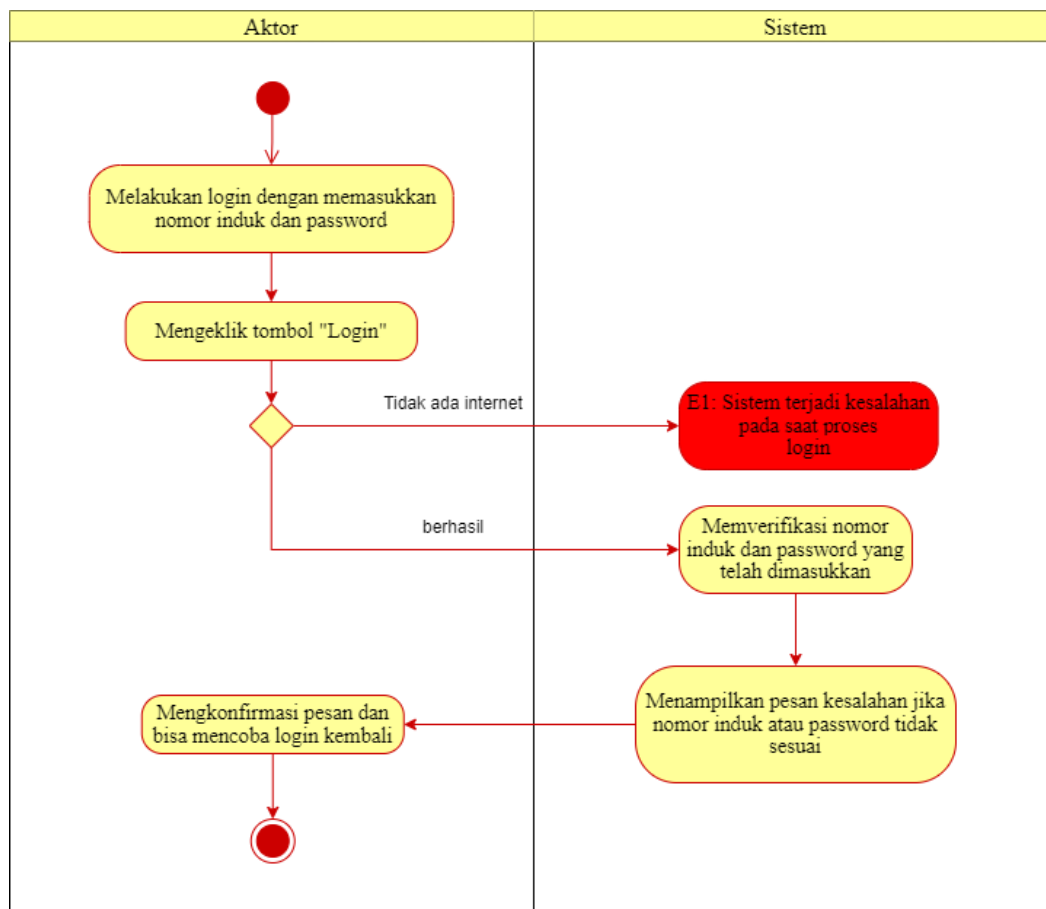 Aktor
Sistem
Melakukan login dengan memasukkan
nomor induk dan password
Mengeklik tombol "Login"
Tidak ada internet
E1: Sistem terjadi kesalahan
pada saat proses
login
berhasil
Memverifikasi nomor
induk dan password yang
telah dimasukkan
Menampilkan pesan kesalahan jika
nomor induk atau password tidak
sesuai
Mengkonfirmasi pesan dan
bisa mencoba login kembali